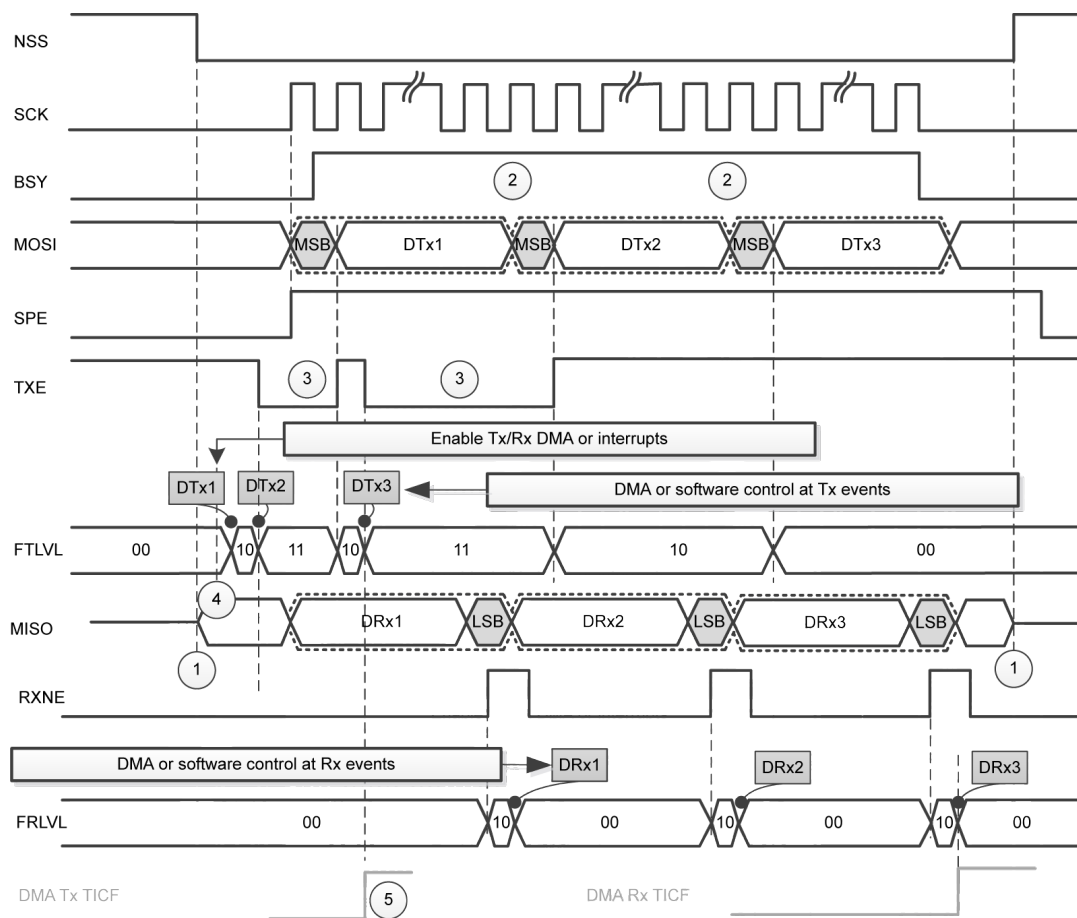 NSS
SCK
BSY
2
2
MOSI
MSB
DTx1
MSB
DTx2
MSB
DTx3
SPE
TXE
3
3
Enable Tx/Rx DMA or interrupts
DTx1
DTx2
DTx3
DMA or software control at Tx events
FTLVL
00
10
11
10
11
10
00
4
MISO
DRx1
LSB
DRx2
LSB
DRx3
LSB
1
1
RXNE
DMA or software control at Rx events
DRx1
DRx2
DRx3
FRLVL
00
10
00
10
00
10
00
DMA Tx TICF
5
DMA Rx TICF